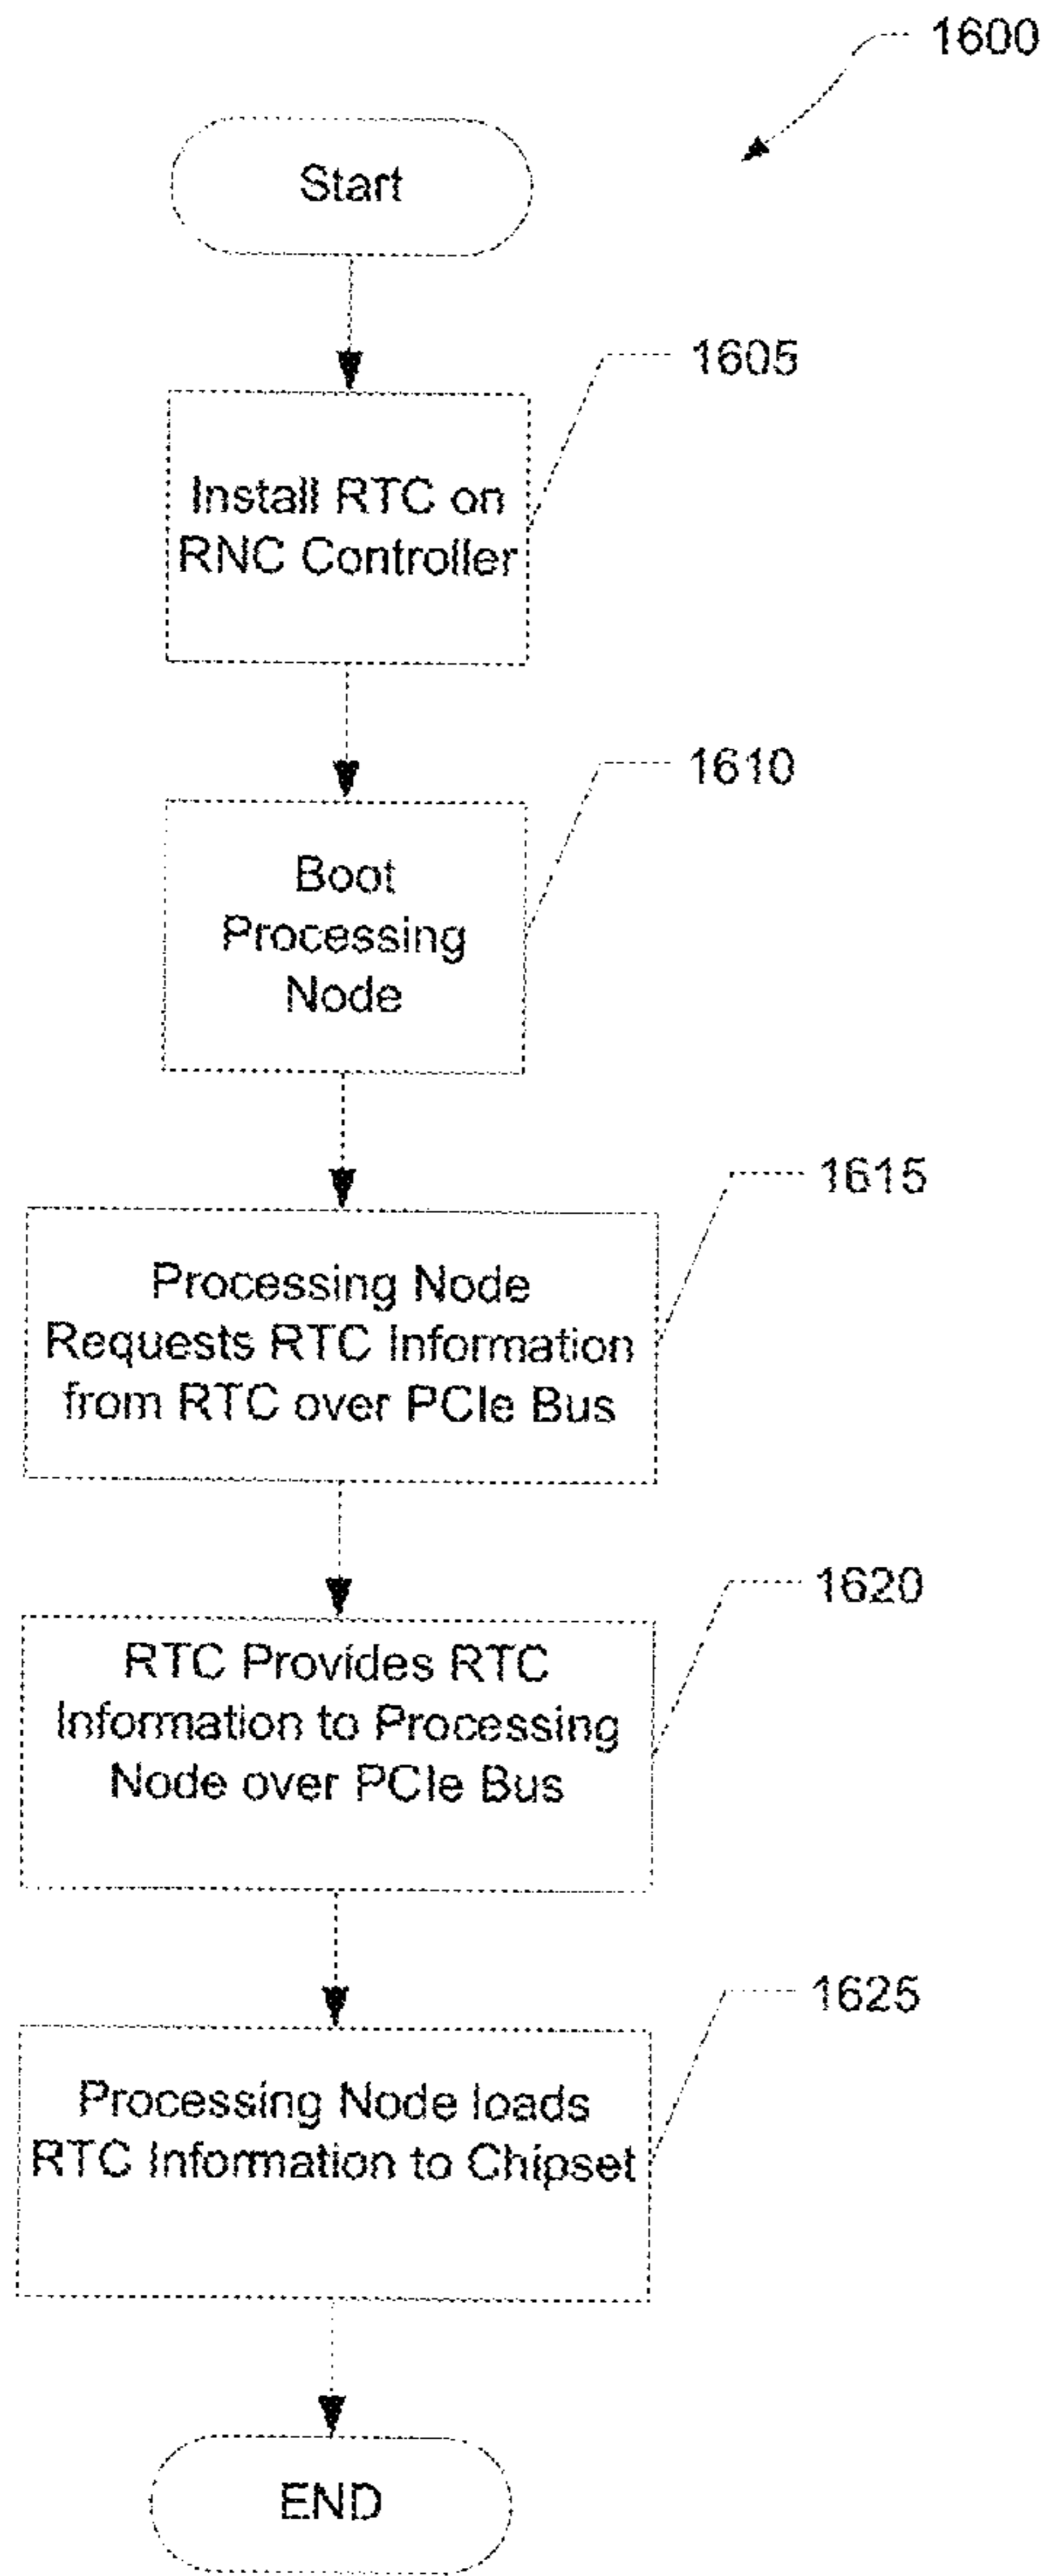 1600
Start
1605
Install RTC on
RNC Controller
1610
Boot
Processing
Node
1615
Processing Node
Requests RTC Information
from RTC over PCIe Bus
1620
RTC Provides RTC
Information to Processing
Node over PCIe Bus
1625
Processing Node loads
RTC Information to Chipset
END